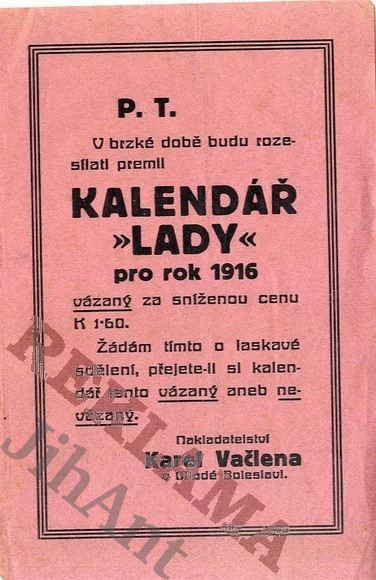 P. T.
V brzké době budu roze-
sílati premii
KALENDÁŘ
»LADY«
pro rok 1916
vázaný za sníženou cenu
K 1·60.
Žádám tímto o laskavé
sdělení, přejete-li si kalen-
dář tento vázaný aneb ne-
vázaný.
Nakladatelství
Karel Vačlena
v Mladé Boleslavi.
REKLAMA
JihAnt